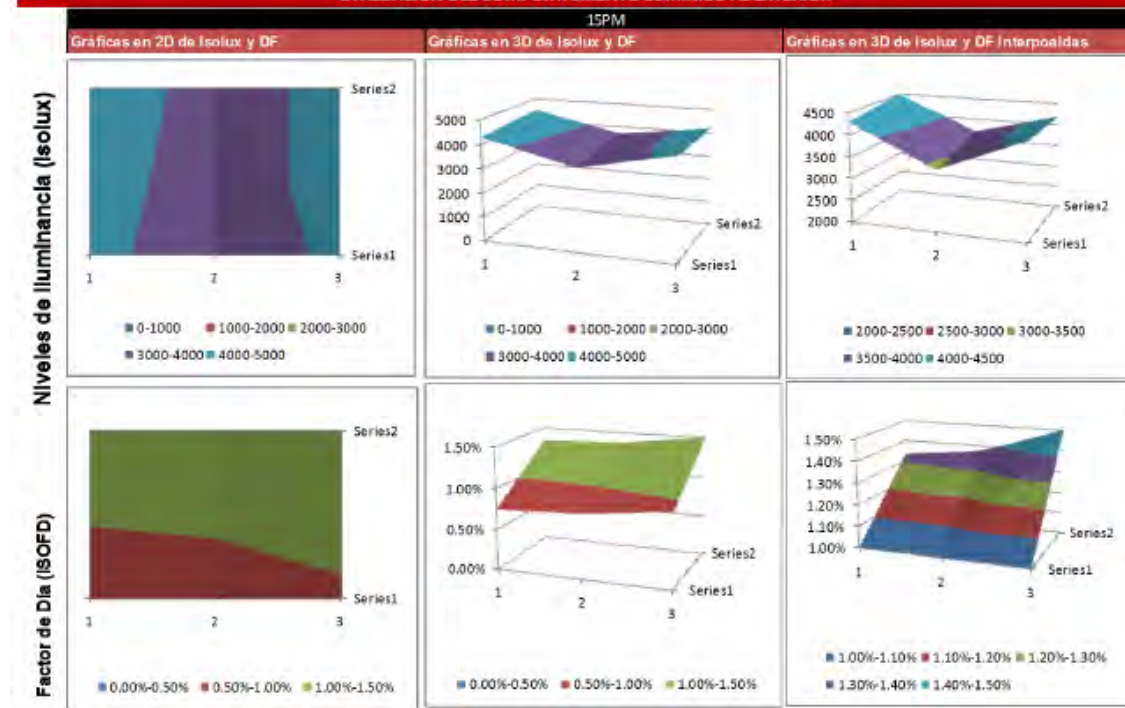 15PM
Gráficas en 2D de Isolux y DF
Gráficas en 3D de Isolux y DF
Gráficas en 3D de Isolux y DF Interpoaldas
Niveles de Iluminancia (Isolux)
Series2
Series1
1 2 3
0-1000 1000-2000 2000-3000
3000-4000 4000-5000
5000
4000
3000
2000
1000
0
Series2
Series1
1 2 3
0-1000 1000-2000 2000-3000
3000-4000 4000-5000
4500
4000
3500
3000
2500
2000
Series2
Series1
1 2 3
2000-2500 2500-3000 3000-3500
3500-4000 4000-4500
Factor de Día (ISOFD)
Series2
Series1
1 2 3
0.00%-0.50% 0.50%-1.00% 1.00%-1.50%
1.50%
1.00%
0.50%
0.00%
Series2
Series1
1 2 3
0.00%-0.50% 0.50%-1.00% 1.00%-1.50%
1.50%
1.40%
1.30%
1.20%
1.10%
1.00%
Series2
Series1
1 2 3
1.00%-1.10% 1.10%-1.20% 1.20%-1.30%
1.30%-1.40% 1.40%-1.50%